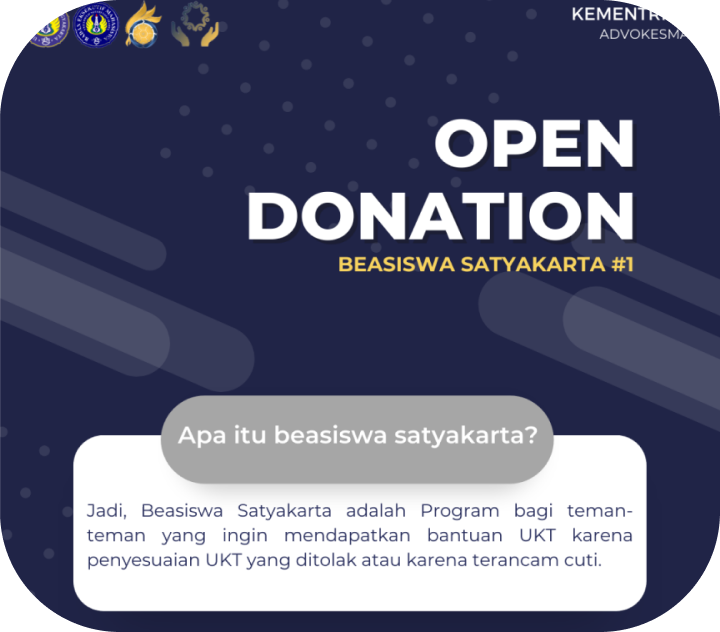 ADVOKESMA
OPEN
DONATION
BEASISWA SATYAKARTA #1
Apa itu beasiswa satyakarta?
Jadi, Beasiswa Satyakarta adalah Program bagi teman-
teman yang ingin mendapatkan bantuan UKT karena
penyesuaian UKT yang ditolak atau karena terancam cuti.